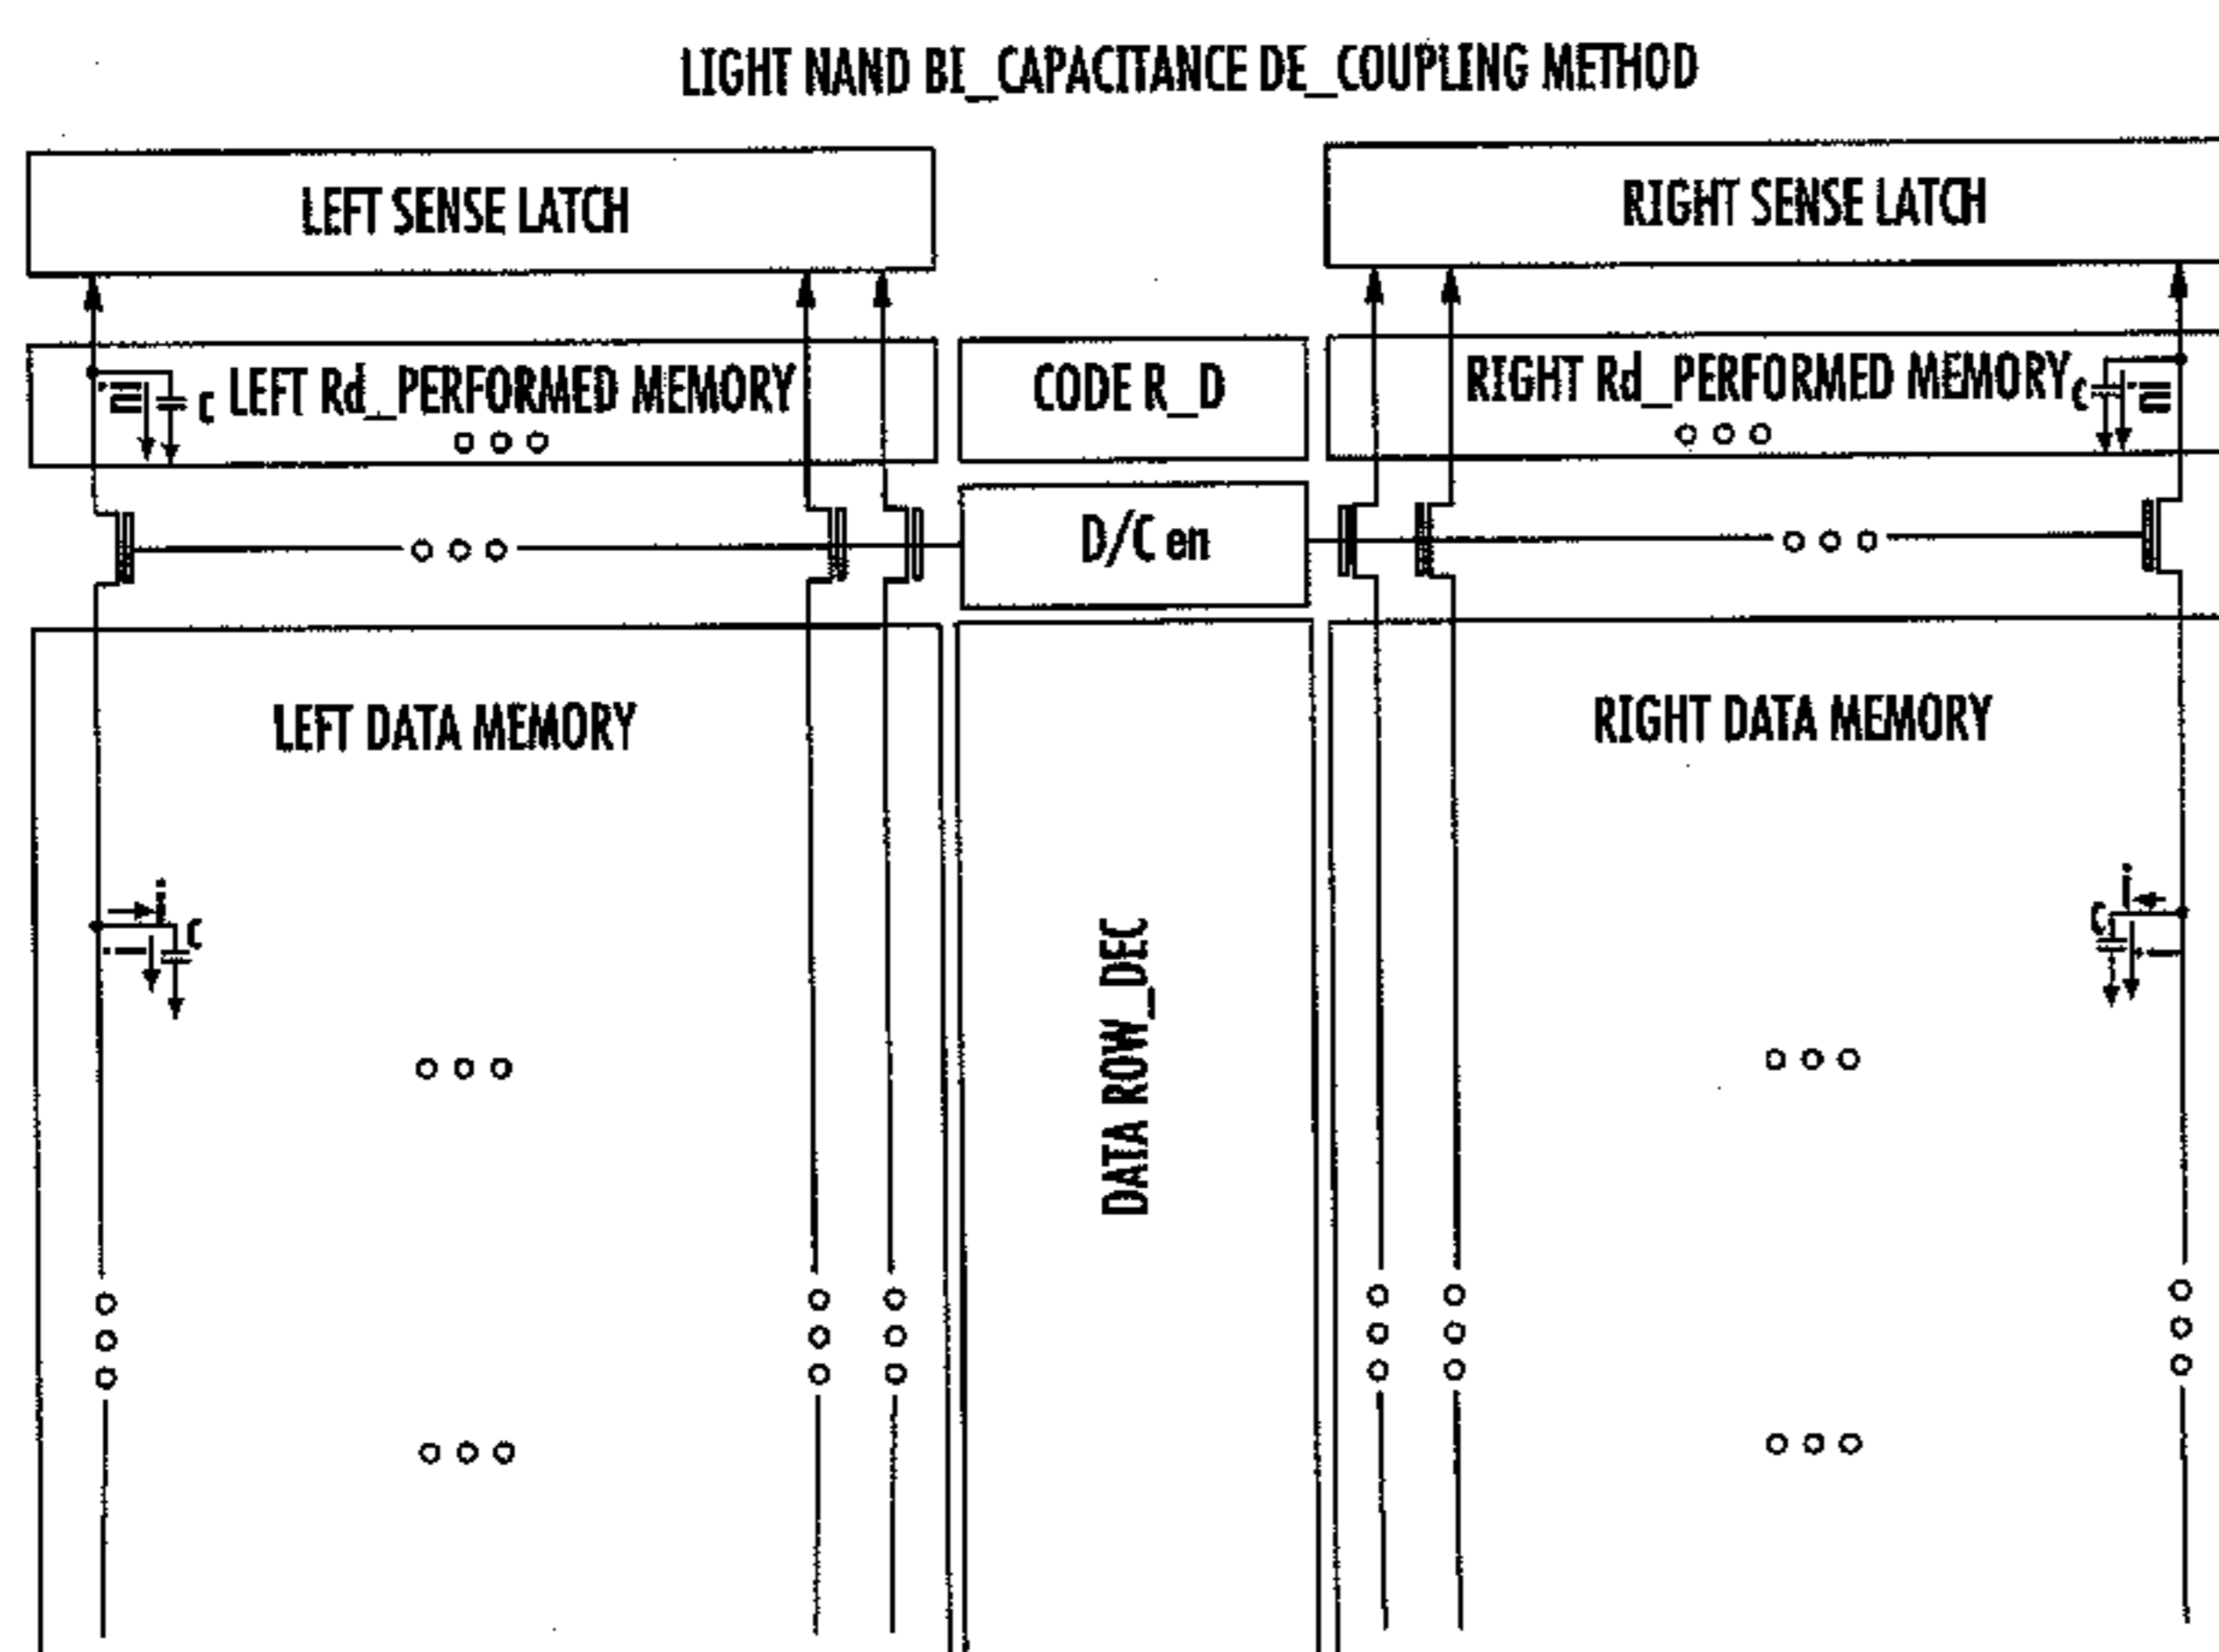 LIGHT NAND BI_CAPACITANCE DE_COUPLING METHOD
LEFT SENSE LATCH
RIGHT SENSE LATCH
C LEFT Rd_PERFORMED MEMORY
CODE R_D
RIGHT Rd_PERFORMED MEMORY C
D/C en
LEFT DATA MEMORY
RIGHT DATA MEMORY
i
C
i
C
DATA ROW_DEC